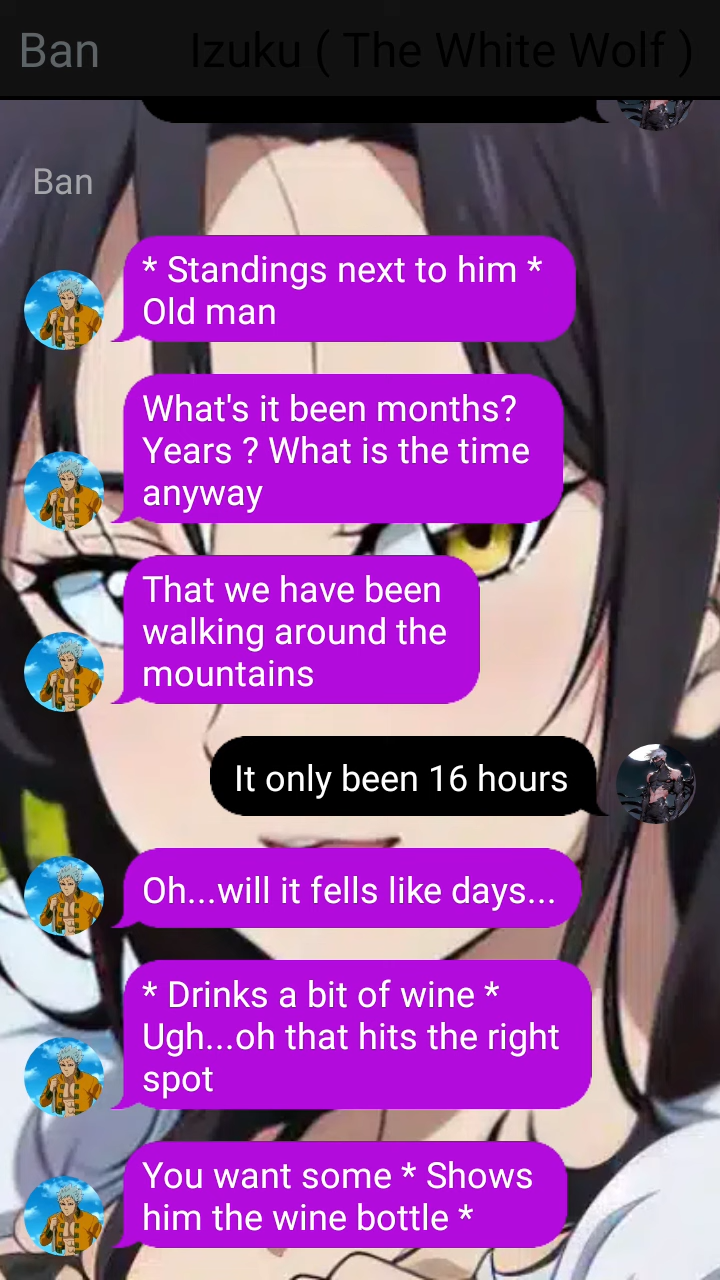 Ban Izuku ( The White Wolf )
Ban
* Standings next to him *
Old man
What's it been months?
Years ? What is the time
anyway
That we have been
walking around the
mountains
It only been 16 hours
Oh...will it fells like days...
* Drinks a bit of wine *
Ugh...oh that hits the right
spot
You want some * Shows
him the wine bottle *